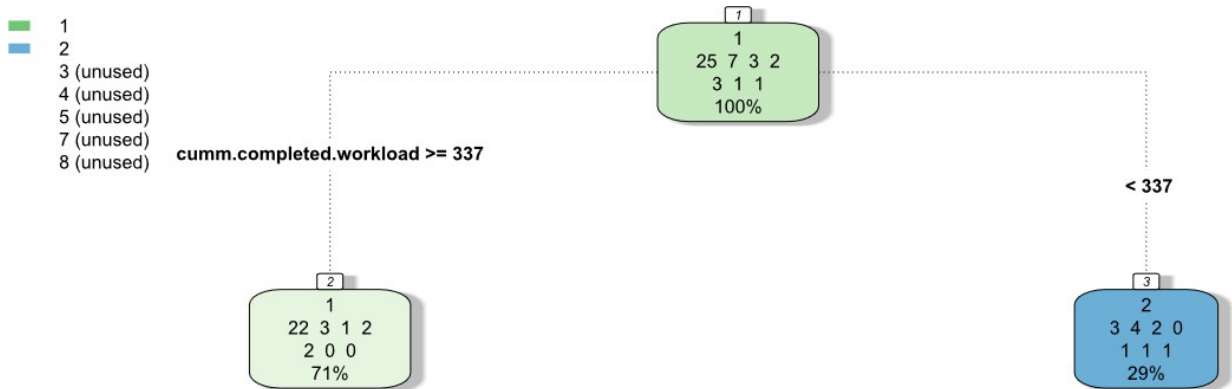 1
2
3 (unused)
4 (unused)
5 (unused)
7 (unused)
8 (unused)
1
1
25 7 3 2
3 1 1
100%
cumm.completed.workload >= 337
< 337
2
1
22 3 1 2
2 0 0
71%
3
2
3 4 2 0
1 1 1
29%